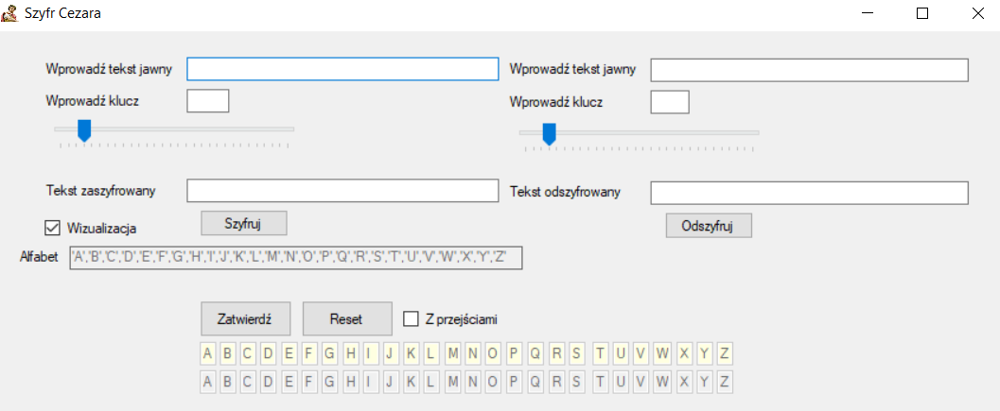 Szyfr Cezara
Wprowadź tekst jawny
Wprowadź tekst jawny
Wprowadź klucz
Wprowadź klucz
Tekst zaszyfrowany
Tekst odszyfrowany
Wizualizacja
Szyfruj
Odszyfruj
Alfabet 'A','B','C','D','E','F','G','H','I','J','K','L','M','N','O','P','Q','R','S','T','U','V','W','X','Y','Z'
Zatwierdź Reset Z przejściami
A B C D E F G H I J K L M N O P Q R S T U V W X Y Z
A B C D E F G H I J K L M N O P Q R S T U V W X Y Z